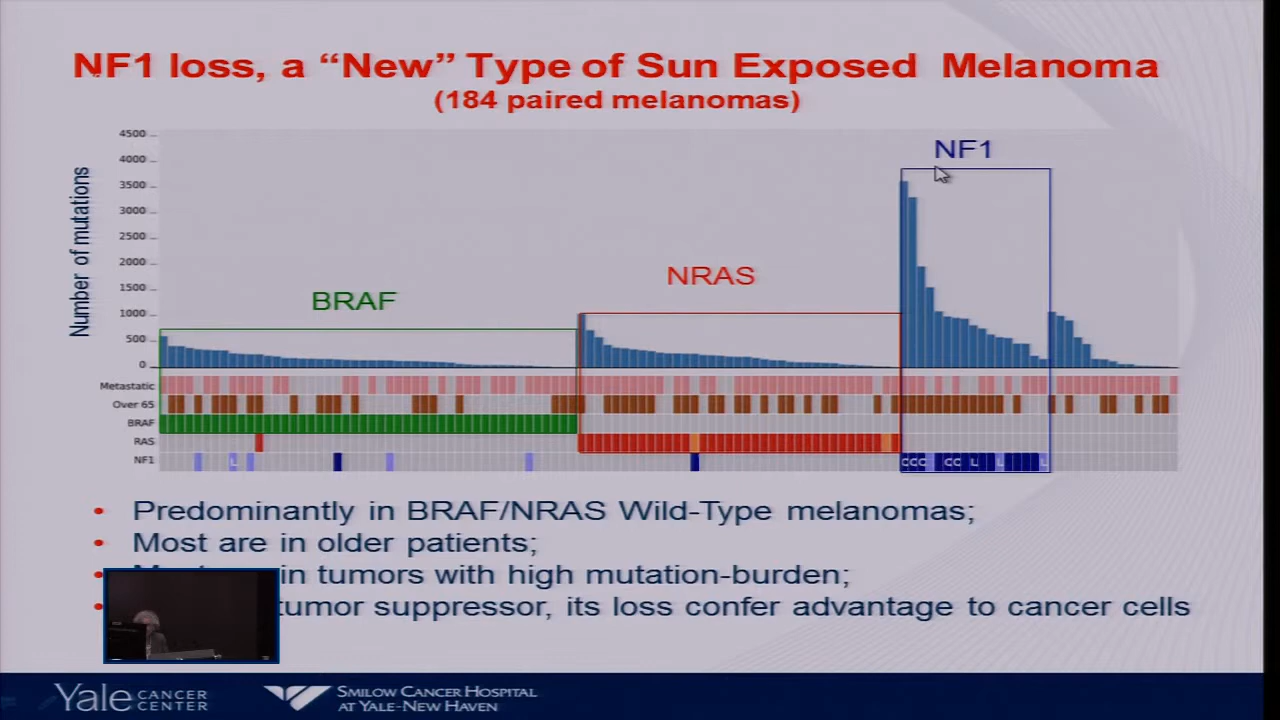 NF1 loss, a “New” Type of Sun Exposed Melanoma
(184 paired melanomas)
Number of mutations
4500
4000
3500
3000
2500
2000
1500
1000
500
0
BRAF
NRAS
NF1
Metastatic
Over 65
BRAF
RAS
NF1
L
C C C C C L L L
• Predominantly in BRAF/NRAS Wild-Type melanomas;
• Most are in older patients;
• in tumors with high mutation-burden;
• tumor suppressor, its loss confer advantage to cancer cells
Yale CANCER CENTER
SMILOW CANCER HOSPITAL
AT YALE-NEW HAVEN